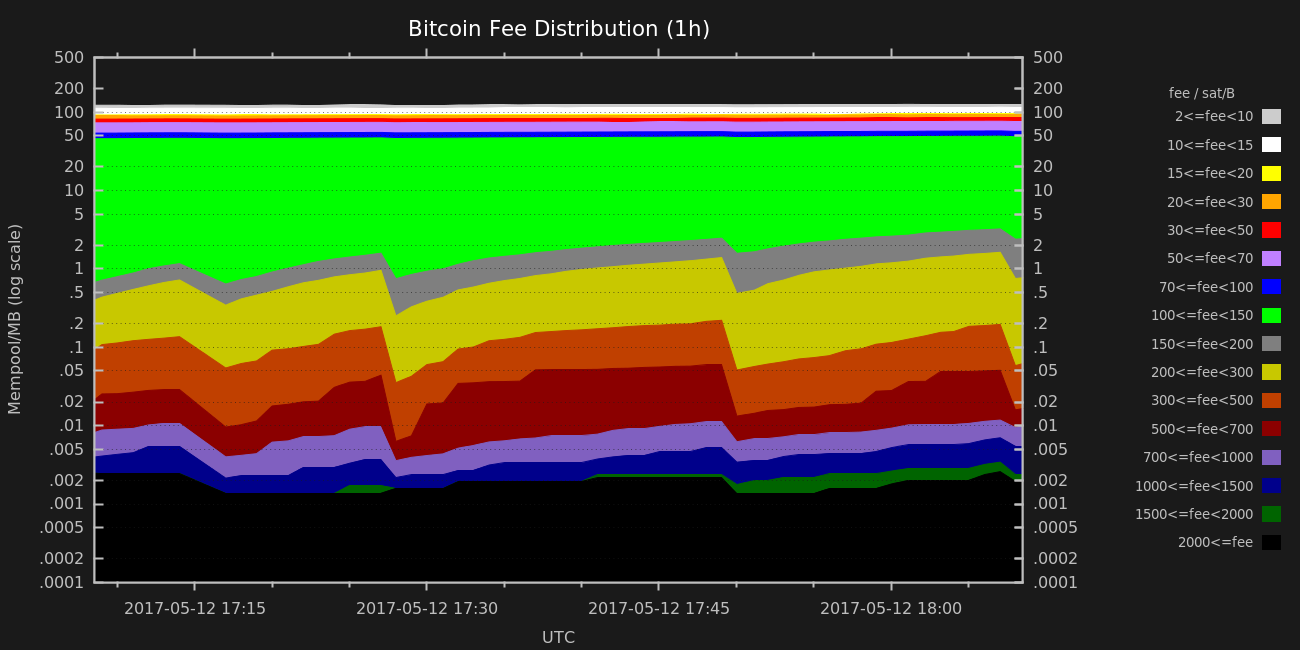 Bitcoin Fee Distribution (1h)
Mempool/MB (log scale)
500
200
100
50
20
10
5
2
1
.5
.2
.1
.05
.02
.01
.005
.002
.001
.0005
.0002
.0001
500
200
100
50
20
10
5
2
1
.5
.2
.1
.05
.02
.01
.005
.002
.001
.0005
.0002
.0001
2017-05-12 17:15
2017-05-12 17:30
2017-05-12 17:45
2017-05-12 18:00
UTC
fee / sat/B
2<=fee<10
10<=fee<15
15<=fee<20
20<=fee<30
30<=fee<50
50<=fee<70
70<=fee<100
100<=fee<150
150<=fee<200
200<=fee<300
300<=fee<500
500<=fee<700
700<=fee<1000
1000<=fee<1500
1500<=fee<2000
2000<=fee